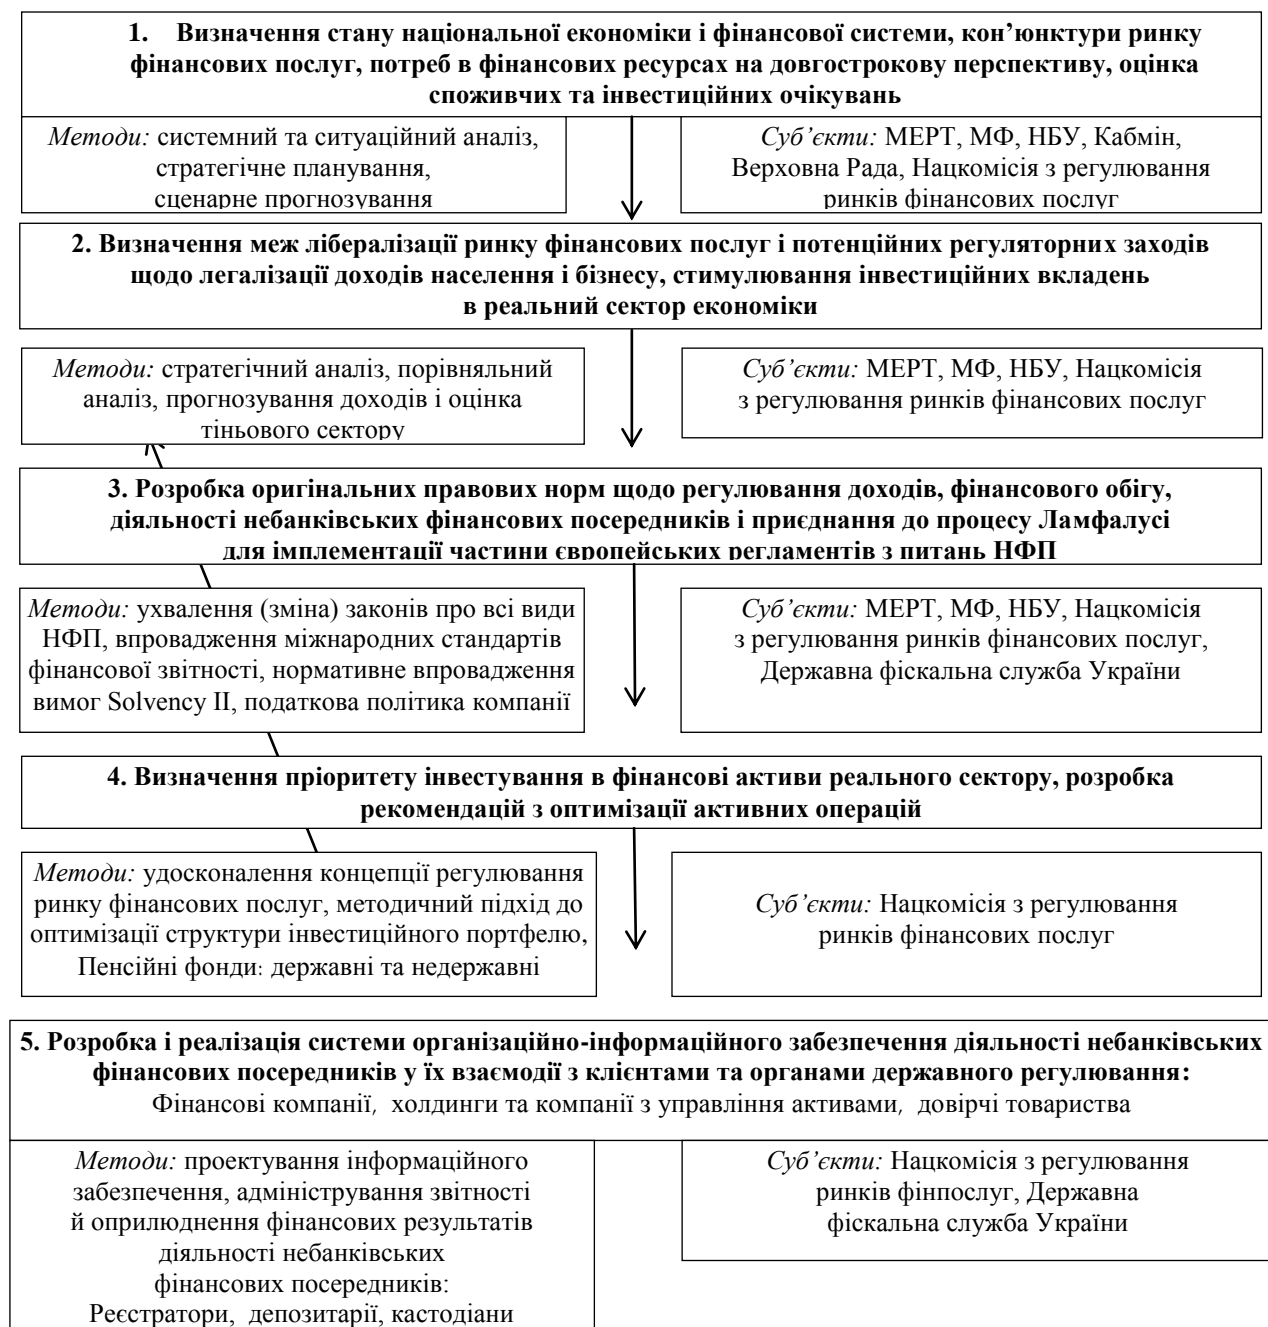 1. Визначення стану національної економіки і фінансової системи, кон’юнктури ринку
фінансових послуг, потреб в фінансових ресурсах на довгострокову перспективу, оцінка
споживчих та інвестиційних очікувань
Методи: системний та ситуаційний аналіз,
стратегічне планування,
сценарне прогнозування
Суб’єкти: МЕРТ, МФ, НБУ, Кабмін,
Верховна Рада, Нацкомісія з регулювання
ринків фінансових послуг
2. Визначення меж лібералізації ринку фінансових послуг і потенційних регуляторних заходів
щодо легалізації доходів населення і бізнесу, стимулювання інвестиційних вкладень
в реальний сектор економіки
Методи: стратегічний аналіз, порівняльний
аналіз, прогнозування доходів і оцінка
тіньового сектору
Суб’єкти: МЕРТ, МФ, НБУ, Нацкомісія
з регулювання ринків фінансових послуг
3. Розробка оригінальних правових норм щодо регулювання доходів, фінансового обігу,
діяльності небанківських фінансових посередників і приєднання до процесу Ламфалусі
для імплементації частини європейських регламентів з питань НФП
Методи: ухвалення (зміна) законів про всі види
НФП, впровадження міжнародних стандартів
фінансової звітності, нормативне впровадження
вимог Solvency II, податкова політика компанії
Суб’єкти: МЕРТ, МФ, НБУ, Нацкомісія
з регулювання ринків фінансових послуг,
Державна фіскальна служба України
4. Визначення пріоритету інвестування в фінансові активи реального сектору, розробка
рекомендацій з оптимізації активних операцій
Методи: удосконалення концепції регулювання
ринку фінансових послуг, методичний підхід до
оптимізації структури інвестиційного портфелю,
Пенсійні фонди: державні та недержавні
Суб’єкти: Нацкомісія з регулювання
ринків фінансових послуг
5. Розробка і реалізація системи організаційно-інформаційного забезпечення діяльності небанківських
фінансових посередників у їх взаємодії з клієнтами та органами державного регулювання:
Фінансові компанії, холдинги та компанії з управління активами, довірчі товариства
Методи: проектування інформаційного
забезпечення, адміністрування звітності
й оприлюднення фінансових результатів
діяльності небанківських
фінансових посередників:
Реєстратори, депозитарії, кастодіани
Суб’єкти: Нацкомісія з регулювання
ринків фінпослуг, Державна
фіскальна служба України